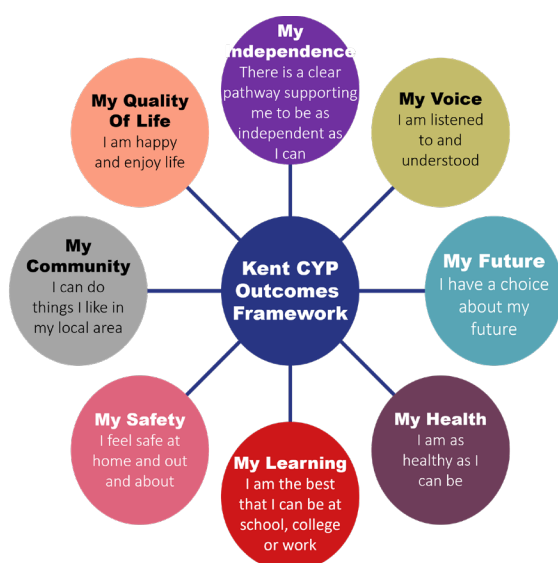 My
Independence
There is a clear
pathway supporting
me to be as
independent as
I can
My Voice
I am listened
to and
understood
My Future
I have a choice
about my
future
My Health
I am as
healthy as I
can be
My Learning
I am the best
that I can be at
school, college
or work
My Safety
I feel safe at
home and out
and about
My
Community
I can do
things I like in
my local area
My Quality
Of Life
I am happy
and enjoy life
Kent CYP
Outcomes
Framework